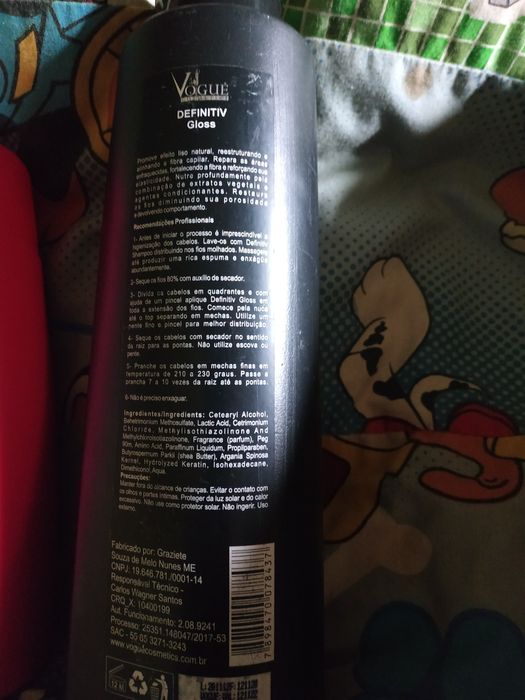 VOGUE
DEFINITIV
Gloss
Promove efeito liso natural, reestruturando e
alinhando a fibra capilar. Repara as áreas
enfraquecidas, fortalecendo a fibra e reforçando sua
elasticidade. Nutre profundamente pela
combinação de extratos vegetais e
agentes condicionantes. Restaura
os fios diminuindo sua porosidade
e devolvendo comportamento.
Recomendações Profissionais
1- Antes de iniciar o processo é imprescindível a
higienização dos cabelos. Lave-os com Definitiv
Shampoo distribuindo nos fios molhados. Massageie
até produzir uma rica espuma e enxágüe
abundantemente.
2- Seque os fios 80% com auxilio de secador.
3- Divida os cabelos em quadrantes e com
ajuda de um pincel aplique Definitiv Gloss em
toda a extensão dos fios. Comece pela nuca
até o top separando em mechas. Utilize um
pente fino e pincel para melhor distribuição.
4- Seque os cabelos com secador no sentido
da raiz para as pontas. Não utilize escova ou
pente.
5- Pranche os cabelos em mechas finas em
temperatura de 210 a 230 graus. Passe a
prancha 7 a 10 vezes da raiz até as pontas.
6- Não é preciso enxaguar.
Ingredientes/Ingredients: Cetearyl Alcohol,
Behetrimonium Methosulfate, Lactic Acid, Cetrimonium
Chloride, Methylisothiazolinone And
Methylchloroisotiazolinone, Fragrance (parfum), Peg
90m, Amino Acid, Paraffinum Liquidum, Propilparaben,
Butyrospermum Parkii (shea Butter), Argania Spinosa
Kernel, Hydrolyzed Keratin, Isohexadecane,
Dimethiconol, Aqua.
Precauções:
Manter fora do alcance de crianças. Evitar o contato com
os olhos e partes intimas. Proteger da luz solar e do calor
excessivo. Não use como protetor solar. Não ingerir. Uso
externo.
Fabricado por: Graziete
Souza de Melo Nunes ME
CNPJ: 19.646.781./0001-14
Responsável Técnico -
Carlos Wagner Santos
CRQ_X: 10400199
Aut. Funcionamento: 2.08.9241
Processo: 25351.148047/2017-53
SAC - 55 05 3271-3243
www.voguecosmetics.com.br
7898470078437
12 M